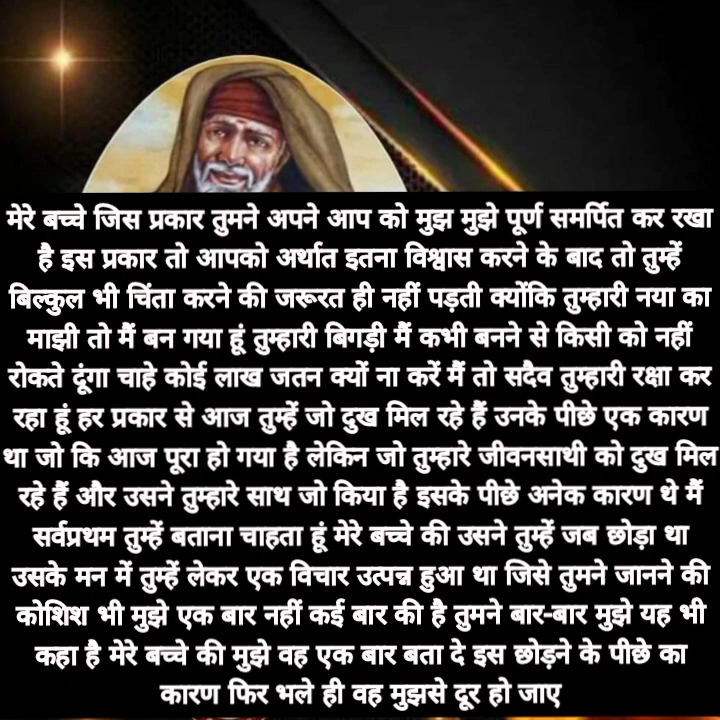 मेरे बच्चे जिस प्रकार तुमने अपने आप को मुझ मुझे पूर्ण समर्पित कर रखा
है इस प्रकार तो आपको अर्थात इतना विश्वास करने के बाद तो तुम्हें
बिल्कुल भी चिंता करने की जरूरत ही नहीं पड़ती क्योंकि तुम्हारी नया का
माझी तो मैं बन गया हूं तुम्हारी बिगड़ी मैं कभी बनने से किसी को नहीं
रोकते दूंगा चाहे कोई लाख जतन क्यों ना करें मैं तो सदैव तुम्हारी रक्षा कर
रहा हूं हर प्रकार से आज तुम्हें जो दुख मिल रहे हैं उनके पीछे एक कारण
था जो कि आज पूरा हो गया है लेकिन जो तुम्हारे जीवनसाथी को दुख मिल
रहे हैं और उसने तुम्हारे साथ जो किया है इसके पीछे अनेक कारण थे मैं
सर्वप्रथम तुम्हें बताना चाहता हूं मेरे बच्चे की उसने तुम्हें जब छोड़ा था
उसके मन में तुम्हें लेकर एक विचार उत्पन्न हुआ था जिसे तुमने जानने की
कोशिश भी मुझे एक बार नहीं कई बार की है तुमने बार-बार मुझे यह भी
कहा है मेरे बच्चे की मुझे वह एक बार बता दे इस छोड़ने के पीछे का
कारण फिर भले ही वह मुझसे दूर हो जाए